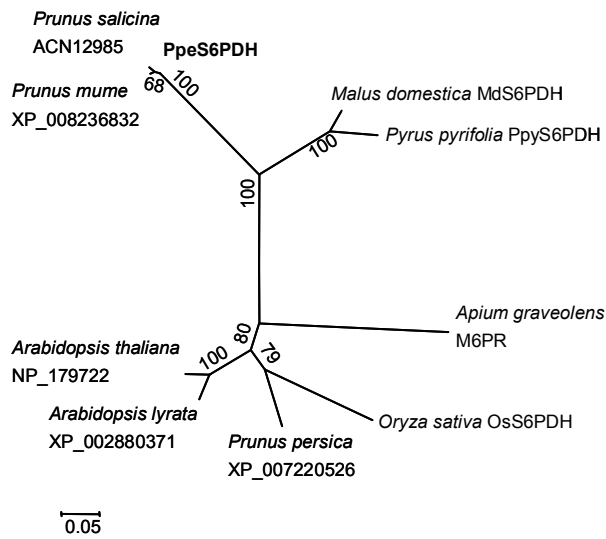 Prunus salicina
ACN12985
PpeS6PDH
68
100
Prunus mume
XP_008236832
Malus domestica MdS6PDH
Pyrus pyrifolia PpyS6PDH
100
100
Apium graveolens
M6PR
80
79
100
Arabidopsis thaliana
NP_179722
Arabidopsis lyrata
XP_002880371
Oryza sativa OsS6PDH
Prunus persica
XP_007220526
0.05